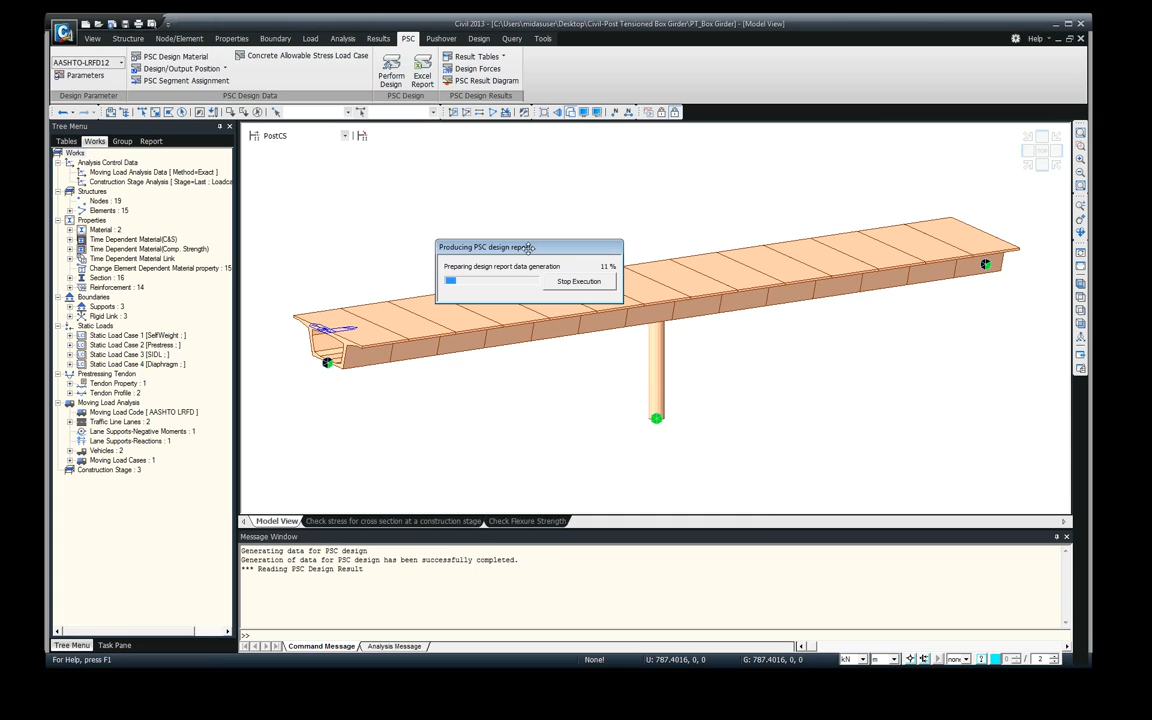 Civil 2013 - [C:\Users\midasuser\Desktop\Civil-Post Tensioned Box Girder\PT_Box Girder] - [Model View]
View Structure Node/Element Properties Boundary Load Analysis Results PSC Pushover Design Query Tools Help
AASHTO-LRFD12
Parameters
Design Parameter
PSC Design Material
Design/Output Position
PSC Segment Assignment
Concrete Allowable Stress Load Case
PSC Design Data
Perform Design
Excel Report
PSC Design
Result Tables
Design Forces
PSC Result Diagram
PSC Design Results
Tree Menu
Tables Works Group Report
PostCS
Works
Analysis Control Data
Moving Load Analysis Data [ Method=Exact ]
Construction Stage Analysis [ Stage=Last ; Loadca
Structures
Nodes : 19
Elements : 15
Properties
Material : 2
Time Dependent Material(C&S)
Time Dependent Material(Comp. Strength)
Time Dependent Material Link
Change Element Dependent Material property : 15
Section : 16
Reinforcement : 14
Boundaries
Supports : 3
Rigid Link : 3
Static Loads
Static Load Case 1 [SelfWeight ; ]
Static Load Case 2 [Prestress ; ]
Static Load Case 3 [SIDL ; ]
Static Load Case 4 [Diaphragm ; ]
Prestressing Tendon
Tendon Property : 1
Tendon Profile : 2
Moving Load Analysis
Moving Load Code [ AASHTO LRFD ]
Traffic Line Lanes : 2
Lane Supports-Negative Moments : 1
Lane Supports-Reactions : 1
Vehicles : 2
Moving Load Cases : 1
Construction Stage : 3
TOP
Producing PSC design report
Preparing design report data generation 11 %
Stop Execution
Model View Check stress for cross section at a construction stage Check Flexure Strength
Message Window
Generating data for PSC design
Generation of data for PSC design has been successfully completed.
*** Reading PSC Design Result
>>
Command Message Analysis Message
Tree Menu Task Pane
For Help, press F1
None!
U: 787.4016, 0, 0
G: 787.4016, 0, 0
kN
m
none
0 / 2